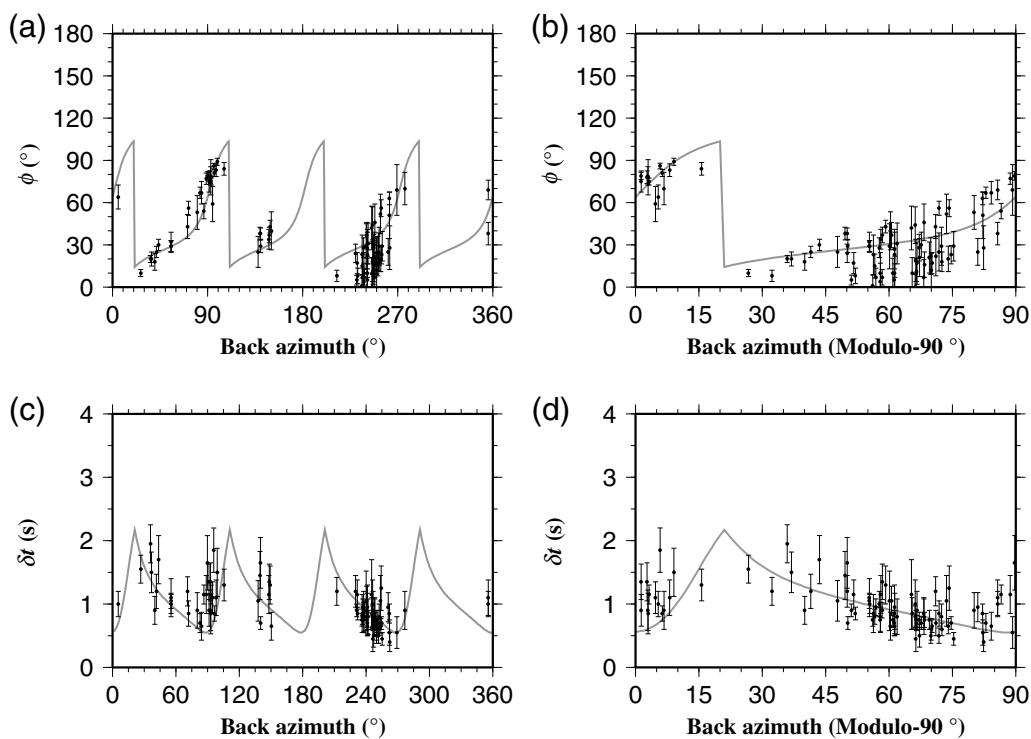 (a)
180
150
120
90
60
30
0
ϕ (°)
0 90 180 270 360
Back azimuth (°)
(b)
180
150
120
90
60
30
0
ϕ (°)
0 15 30 45 60 75 90
Back azimuth (Modulo-90 °)
(c)
4
3
2
1
0
δt (s)
0 60 120 180 240 300 360
Back azimuth (°)
(d)
4
3
2
1
0
δt (s)
0 15 30 45 60 75 90
Back azimuth (Modulo-90 °)